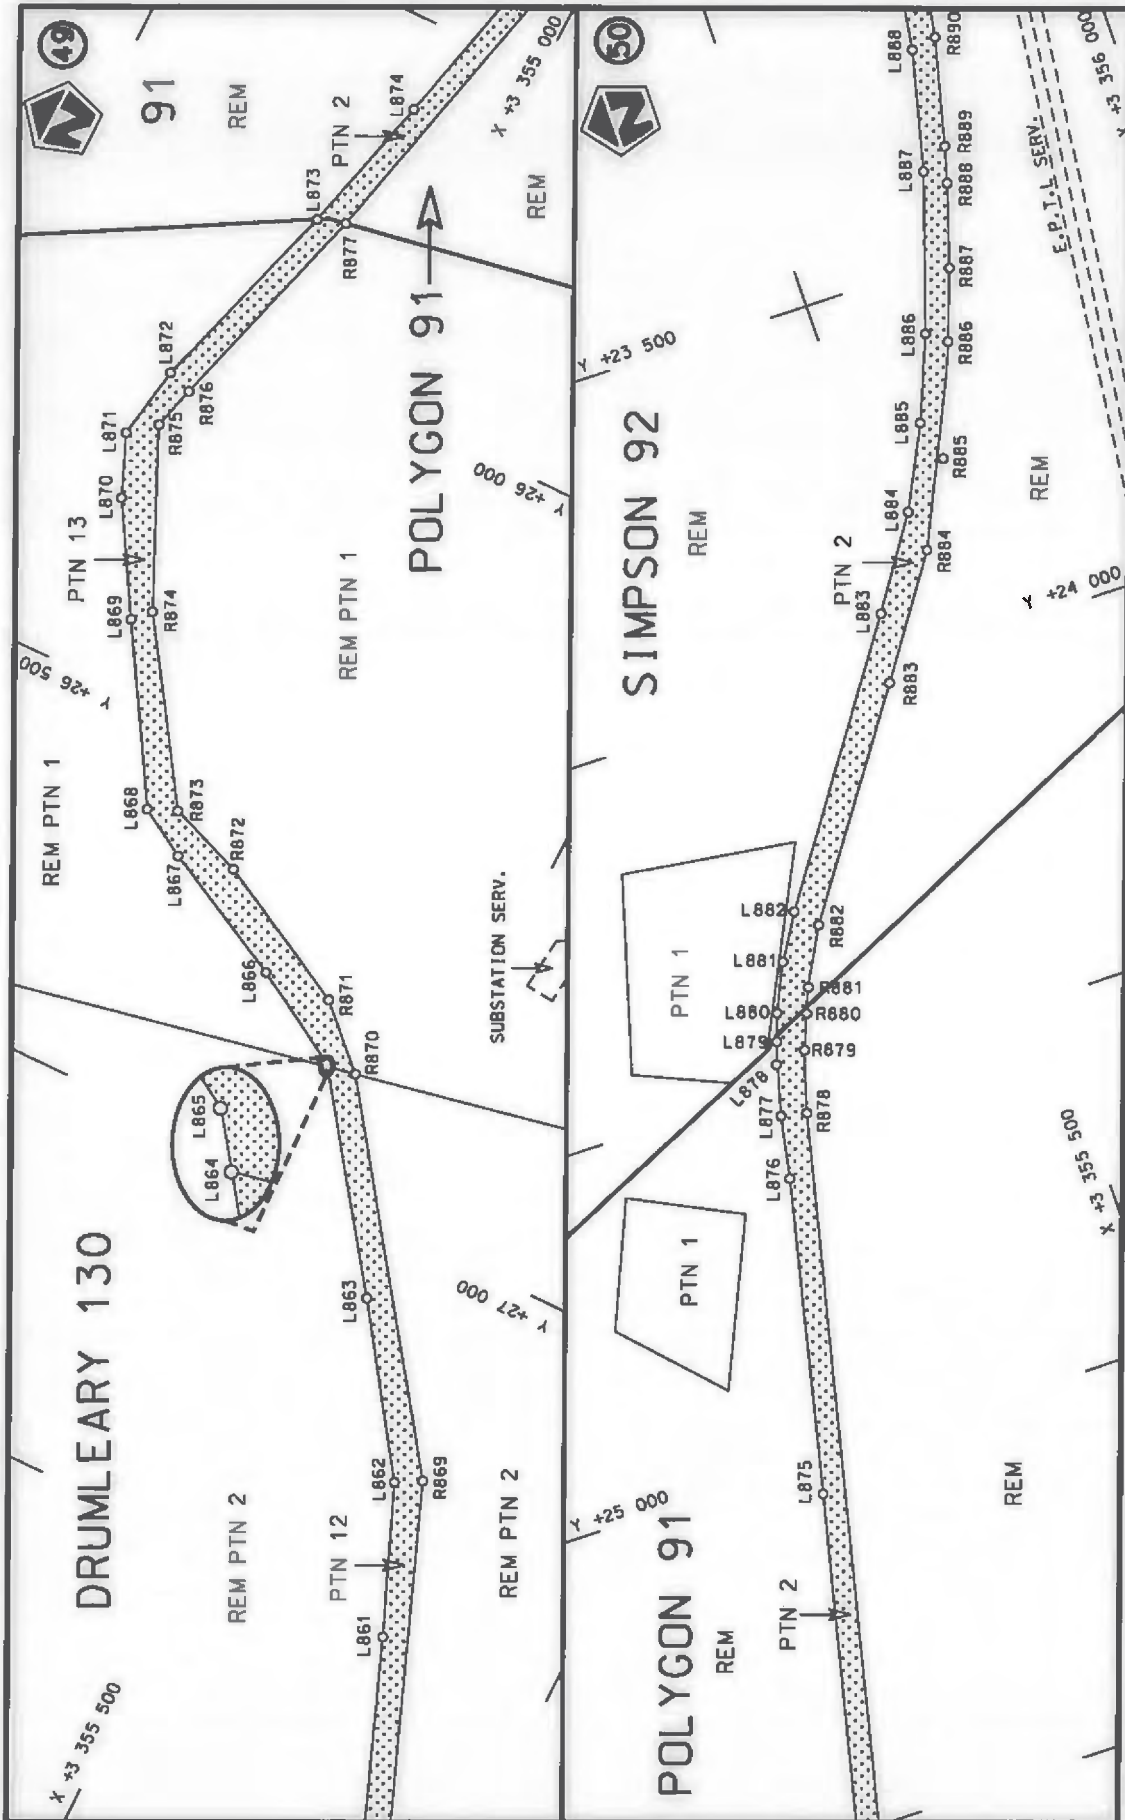 49
N
91
REM
L874
PTN 2
X +3 355 000
L873
R877
REM
POLYGON 91
L872
R876
L871
R875
L870
PTN 13
Y +26 000
L869
R874
REM PTN 1
Y +26 500
REM PTN 1
L868
R873
L867
R872
SUBSTATION SERV.
L866
R871
R870
L865
L864
DRUMLEARY 130
L863
Y +27 000
L862
R869
REM PTN 2
PTN 12
REM PTN 2
L861
X +3 355 500
50
N
L888
R890
X +3 356 000
L887
R889
R888
E.P.T.L SERV.
R887
L886
R886
Y +23 500
SIMPSON 92
L885
R885
REM
REM
L884
PTN 2
R884
Y +24 000
L883
R883
L882
R882
L881
PTN 1
R881
L880
R880
L879
R879
L878
L877
R878
L876
X +3 355 500
PTN 1
L875
REM
Y +25 000
POLYGON 91
PTN 2
REM